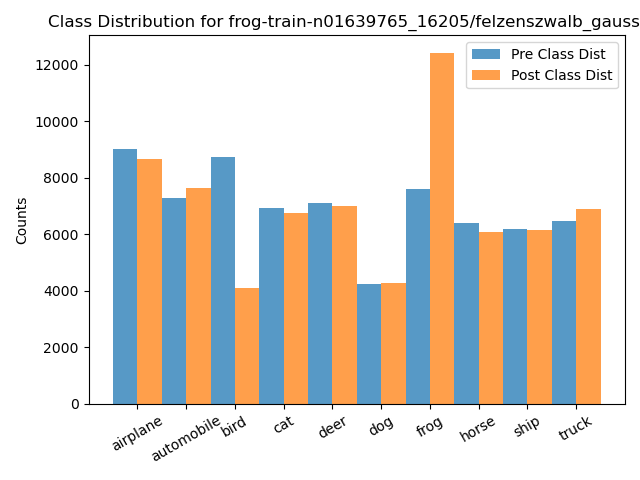 Class Distribution for frog-train-n01639765_16205/felzenszwalb_gauss
Pre Class Dist
Post Class Dist
Counts
12000
10000
8000
6000
4000
2000
0
airplane
automobile
bird
cat
deer
dog
frog
horse
ship
truck